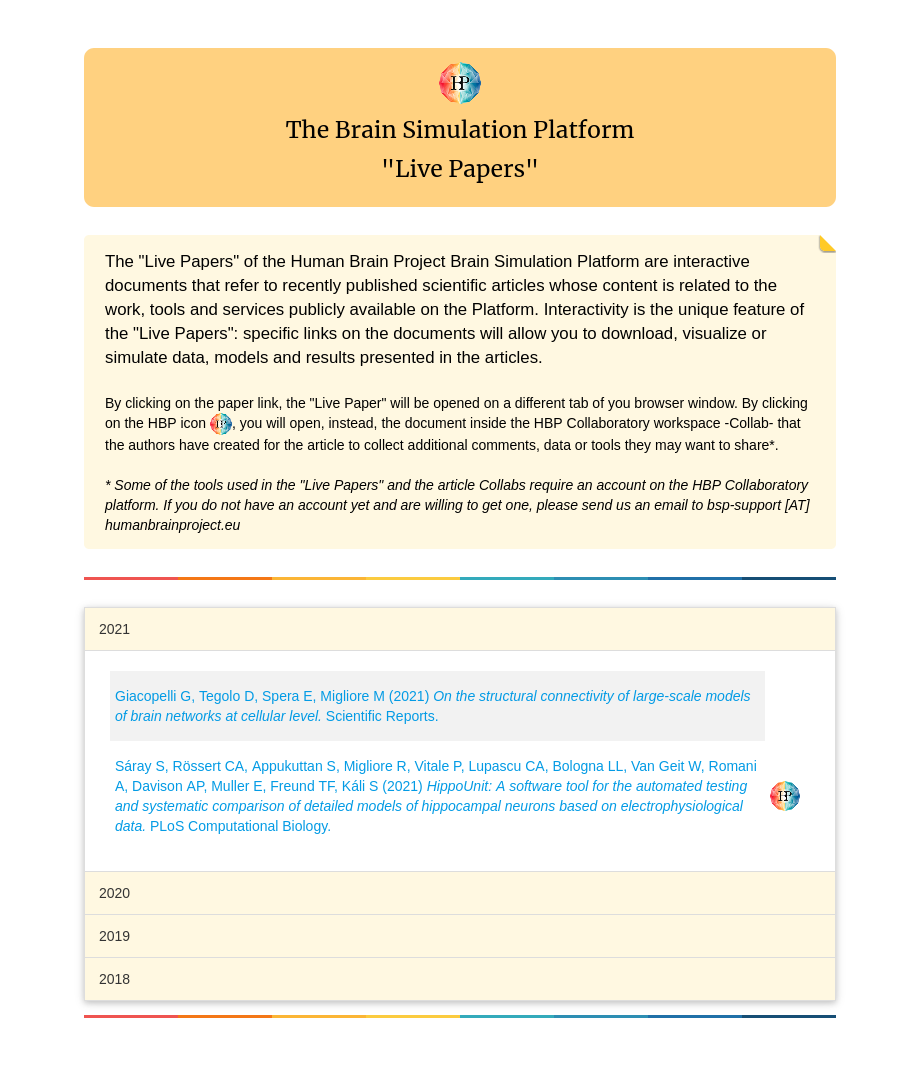 HP
The Brain Simulation Platform
"Live Papers"
The "Live Papers" of the Human Brain Project Brain Simulation Platform are interactive
documents that refer to recently published scientific articles whose content is related to the
work, tools and services publicly available on the Platform. Interactivity is the unique feature of
the "Live Papers": specific links on the documents will allow you to download, visualize or
simulate data, models and results presented in the articles.
By clicking on the paper link, the "Live Paper" will be opened on a different tab of you browser window. By clicking
on the HBP icon HP, you will open, instead, the document inside the HBP Collaboratory workspace -Collab- that
the authors have created for the article to collect additional comments, data or tools they may want to share*.
* Some of the tools used in the "Live Papers" and the article Collabs require an account on the HBP Collaboratory
platform. If you do not have an account yet and are willing to get one, please send us an email to bsp-support [AT]
humanbrainproject.eu
2021
Giacopelli G, Tegolo D, Spera E, Migliore M (2021) On the structural connectivity of large-scale models
of brain networks at cellular level. Scientific Reports.
Sáray S, Rössert CA, Appukuttan S, Migliore R, Vitale P, Lupascu CA, Bologna LL, Van Geit W, Romani
A, Davison AP, Muller E, Freund TF, Káli S (2021) HippoUnit: A software tool for the automated testing
and systematic comparison of detailed models of hippocampal neurons based on electrophysiological
data. PLoS Computational Biology.
HP
2020
2019
2018